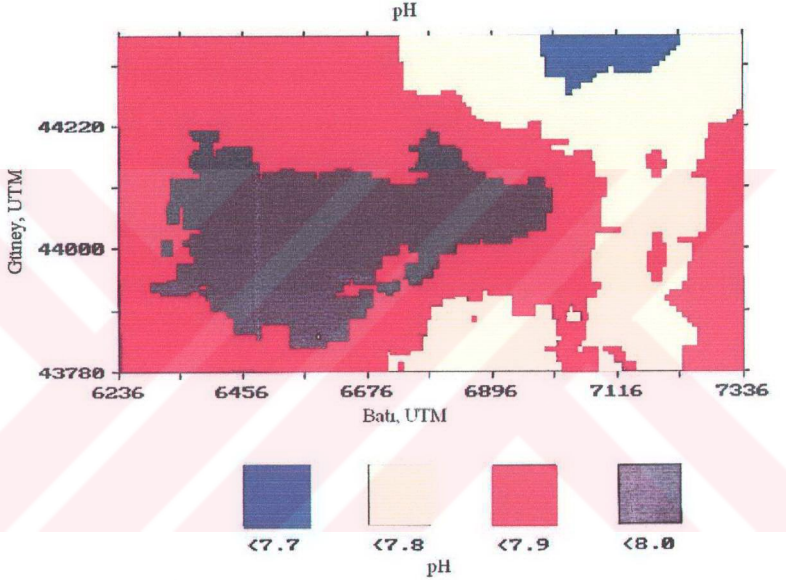 pH
44220
44000
43780
Güney, UTM
6236 6456 6676 6896 7116 7336
Batı, UTM
<7.7 <7.8 <7.9 <8.0
pH